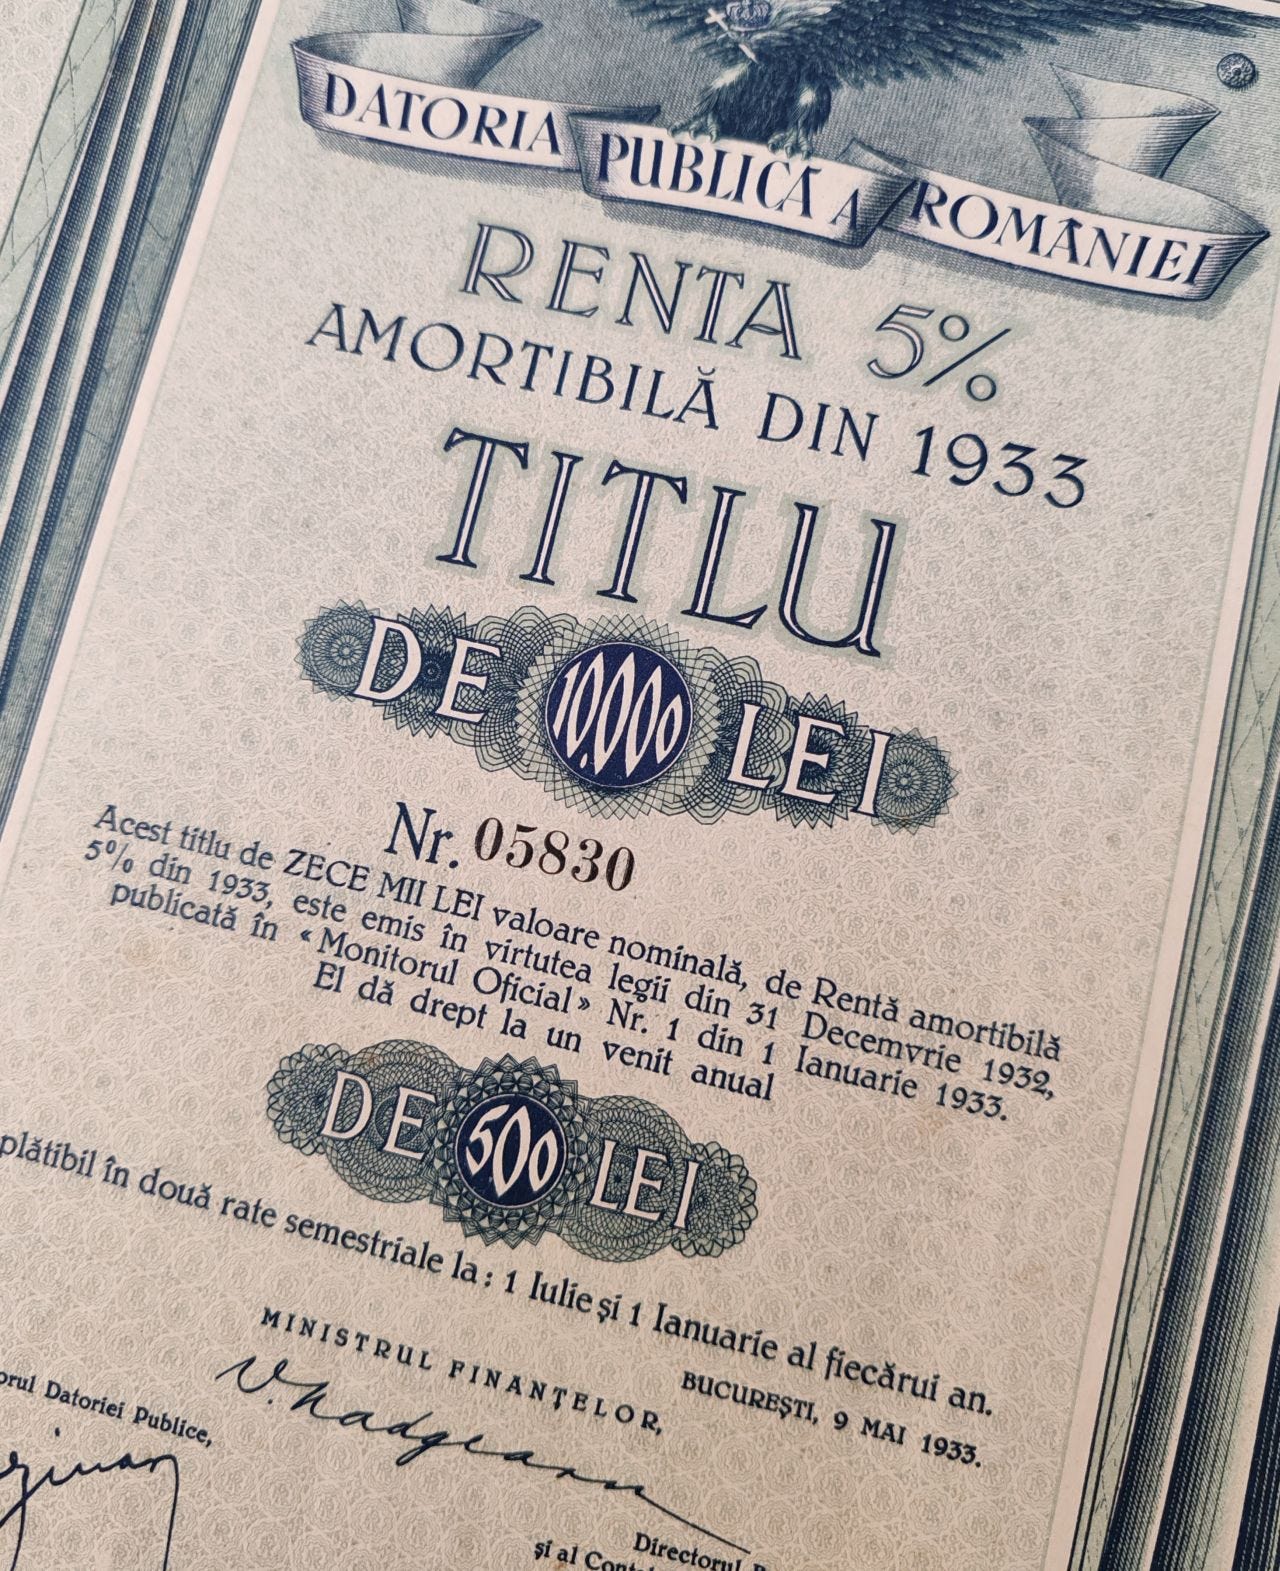 DATORIA PUBLICĂ A ROMÂNIEI
RENTA 5%
AMORTIBILĂ DIN 1933
TITLU
DE 10.000 LEI
Nr. 05830
Acest titlu de ZECE MII LEI valoare nominală, de Rentă amortibilă
5% din 1933, este emis în virtutea legii din 31 Decemvrie 1932,
publicată în «Monitorul Oficial» Nr. 1 din 1 Ianuarie 1933.
El dă drept la un venit anual
DE 500 LEI
plătibil în două rate semestriale la: 1 Iulie și 1 Ianuarie al fiecărui an.
BUCUREȘTI, 9 MAI 1933.
MINISTRUL FINANȚELOR,
V. Madgearu
Datoriei Publice,
Directorul
și al